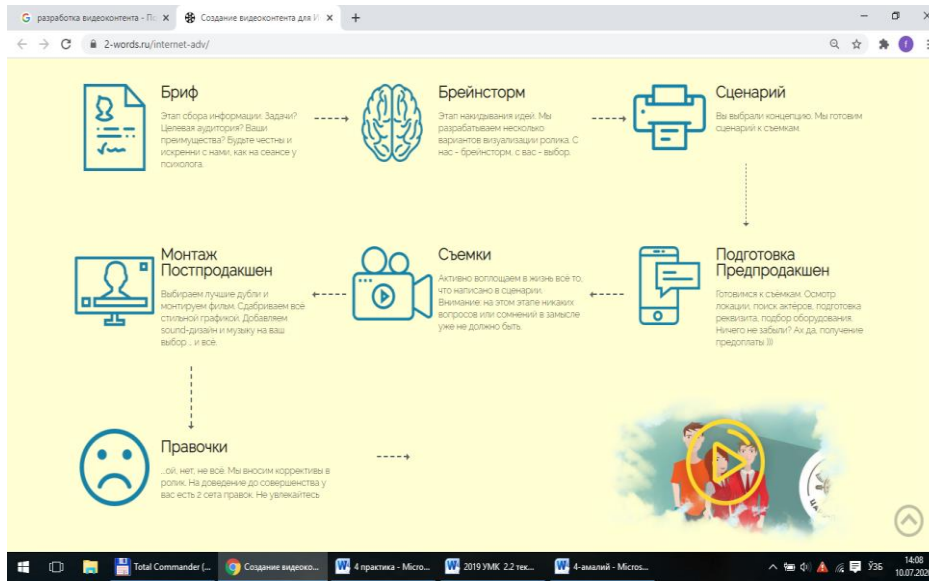 разработка видеоконтента - По
Создание видеоконтента для И
2-words.ru/internet-adv/
f
Бриф
Этап сбора информации. Задачи?
Целевая аудитория? Ваши
преимущества? Будьте честны и
искренни с нами, как на сеансе у
психолога.
Брейнсторм
Этап накидывания идей. Мы
разрабатываем несколько
вариантов визуализации ролика. С
нас - брейнсторм, с вас - выбор.
Сценарий
Вы выбрали концепцию. Мы готовим
сценарий к съемкам.
Монтаж
Постпродакшен
Выбираем лучшие дубли и
монтируем фильм. Сдабриваем всё
стильной графикой. Добавляем
sound-дизайн и музыку на ваш
выбор ... и всё.
Съемки
Активно воплощаем в жизнь всё то,
что написано в сценарии.
Внимание: на этом этапе никаких
вопросов или сомнений в замысле
уже не должно быть.
Подготовка
Предпродакшен
Готовимся к съёмкам. Осмотр
локации, поиск актеров, подготовка
реквизита, подбор оборудования.
Ничего не забыли? Ах да, получение
предоплаты )))
Правочки
...ой, нет, не всё. Мы вносим коррективы в
ролик. На доведение до совершенства у
вас есть 2 сета правок. Не увлекайтесь
Total Commander (...
Создание видеоко...
4 практика - Micro...
2019 УМК 2.2 тек...
4-амалий - Micros...
ЎЗБ
14:08
10.07.2020